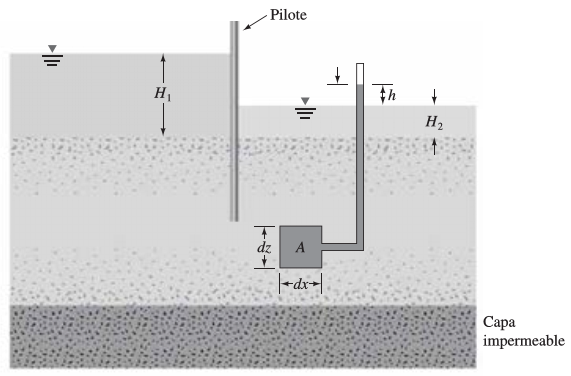 Pilote
H1
h
H2
dz
A
dx
Capa
impermeable